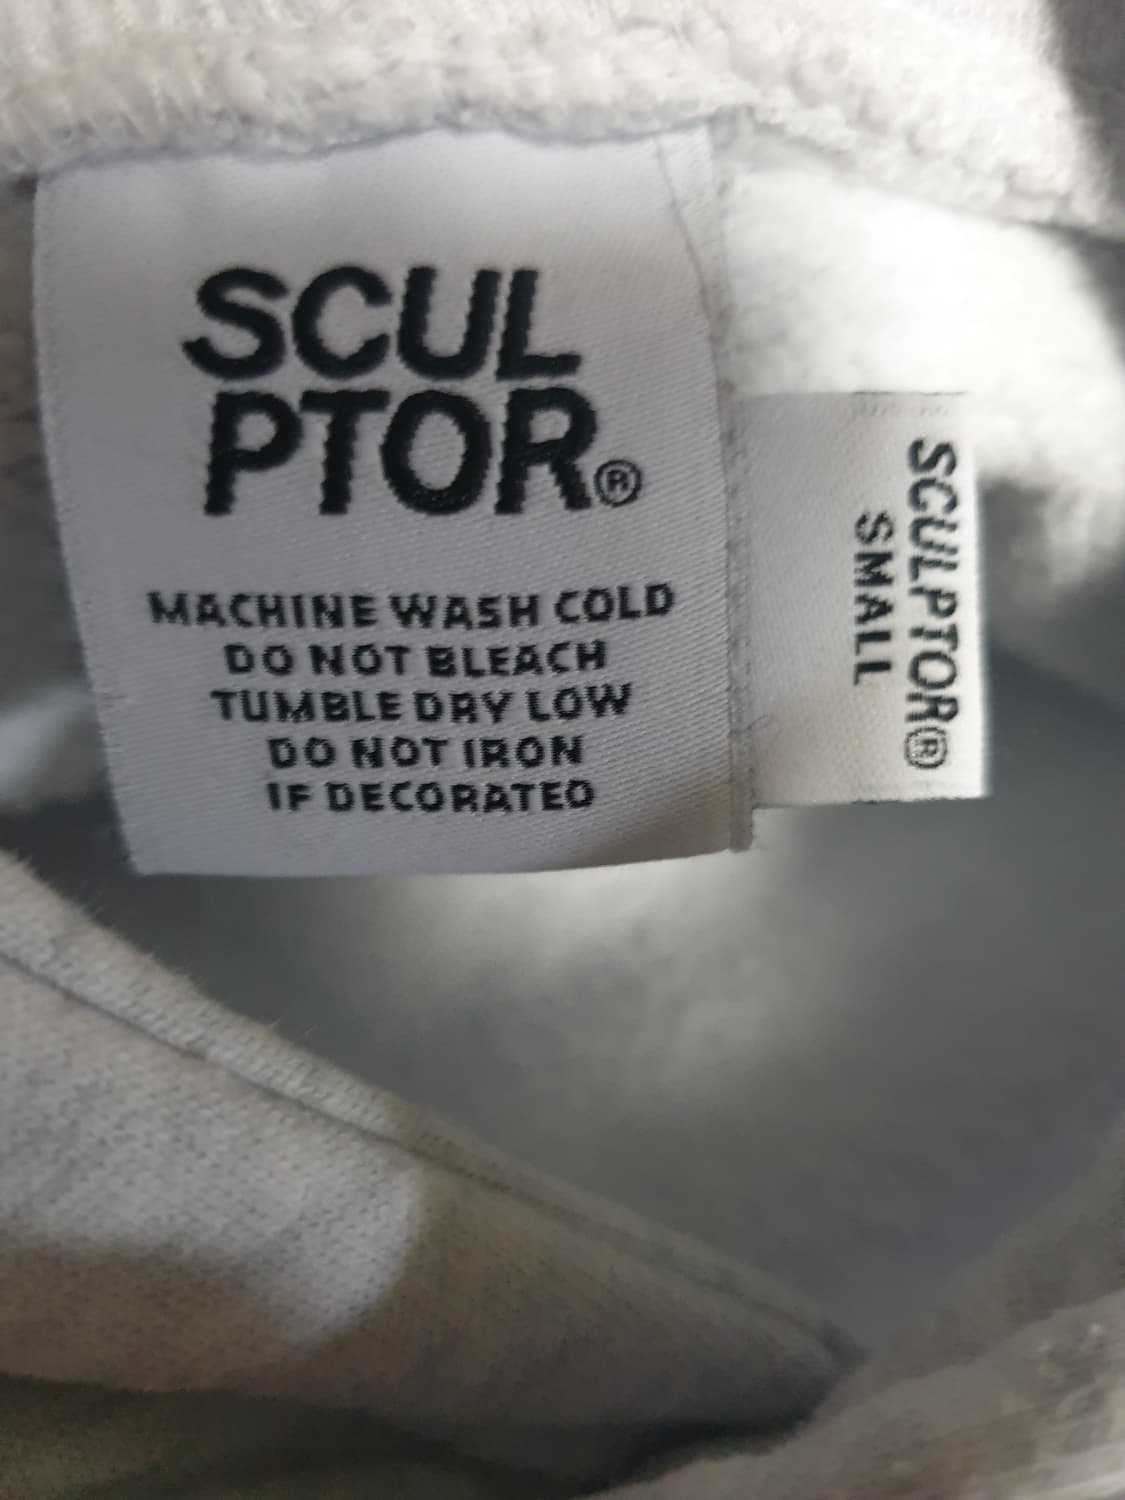 SCUL
PTOR®
MACHINE WASH COLD
DO NOT BLEACH
TUMBLE DRY LOW
DO NOT IRON
IF DECORATED
SCULPTOR®
SMALL